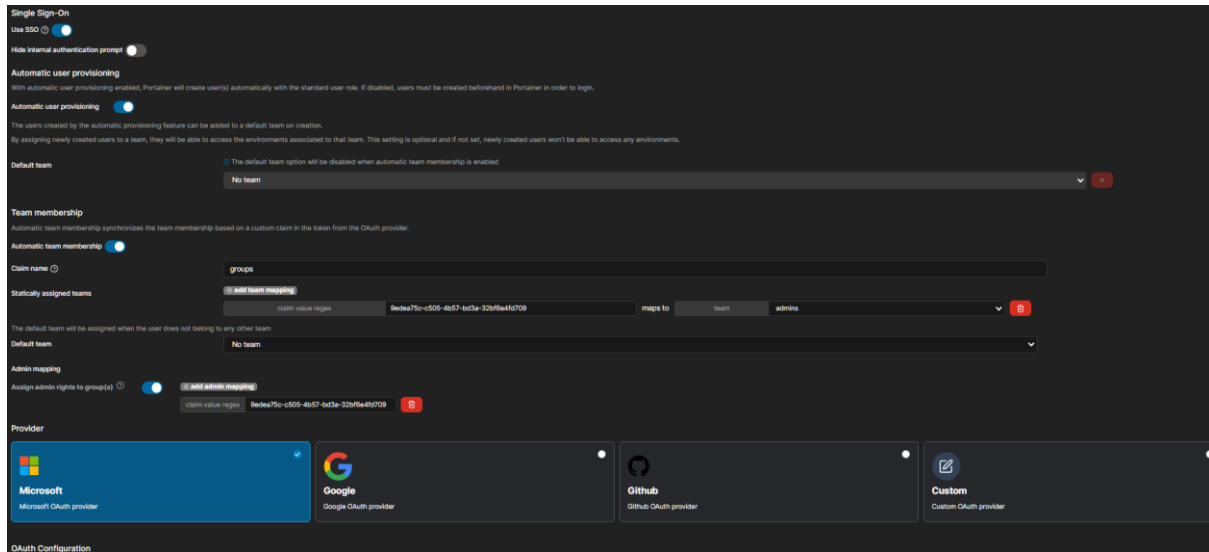 Single Sign-On
Use SSO
Hide internal authentication prompt
Automatic user provisioning
With automatic user provisioning enabled, Portainer will create user(s) automatically with the standard user role. If disabled, users must be created beforehand in Portainer in order to login.
Automatic user provisioning
The users created by the automatic provisioning feature can be added to a default team on creation.
By assigning newly created users to a team, they will be able to access the environments associated to that team. This setting is optional and if not set, newly created users won't be able to access any environments.
The default team option will be disabled when automatic team membership is enabled
Default team
No team
Team membership
Automatic team membership synchronizes the team membership based on a custom claim in the token from the OAuth provider.
Automatic team membership
Claim name groups
Statically assigned teams add team mapping
claim value regex 9edea75c-c505-4b57-bd3a-32bf6e4fd709 maps to team admins
The default team will be assigned when the user does not belong to any other team
Default team No team
Admin mapping
Assign admin rights to group(s) add admin mapping
claim value regex 9edea75c-c505-4b57-bd3a-32bf6e4fd709
Provider
Microsoft Google Github Custom
Microsoft OAuth provider Google OAuth provider Github OAuth provider Custom OAuth provider
OAuth Configuration